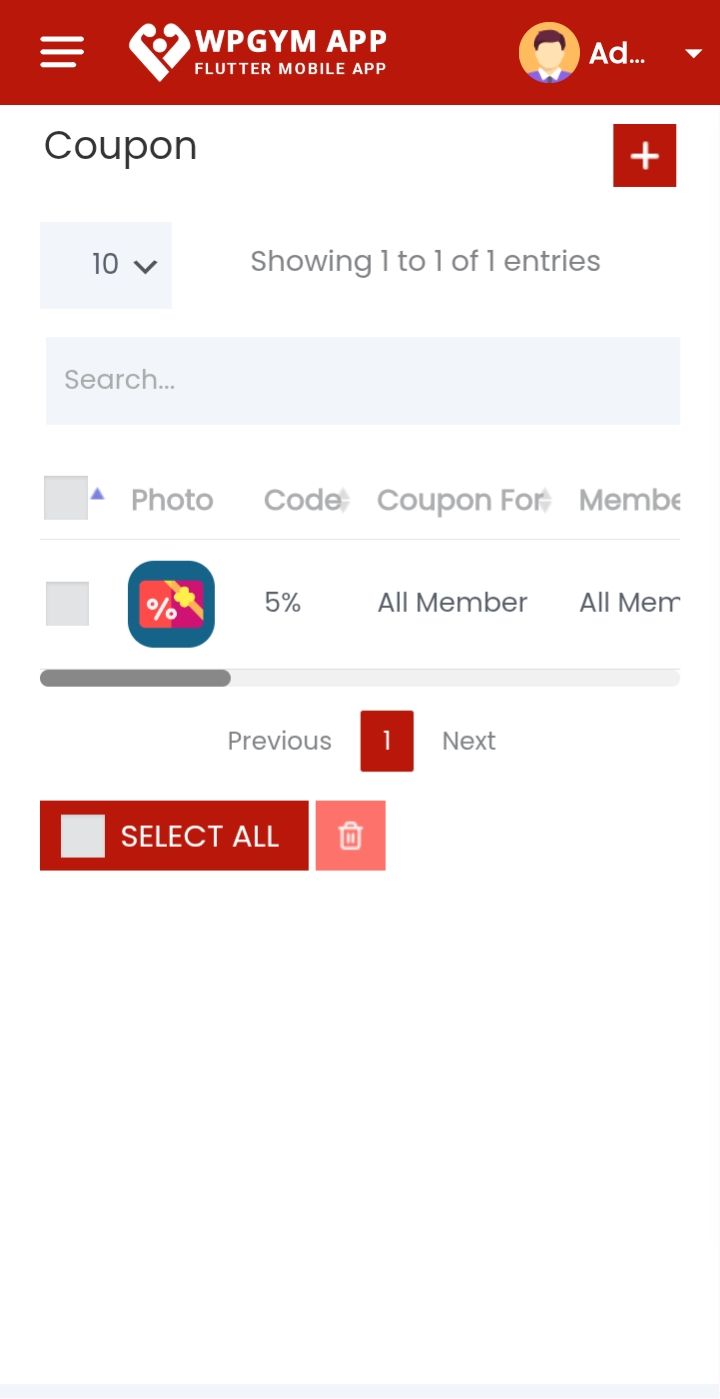 WPGYM APP
FLUTTER MOBILE APP
Ad...
Coupon
10
Showing 1 to 1 of 1 entries
Search...
Photo Code Coupon For Membe
% 5% All Member All Mem
Previous 1 Next
SELECT ALL